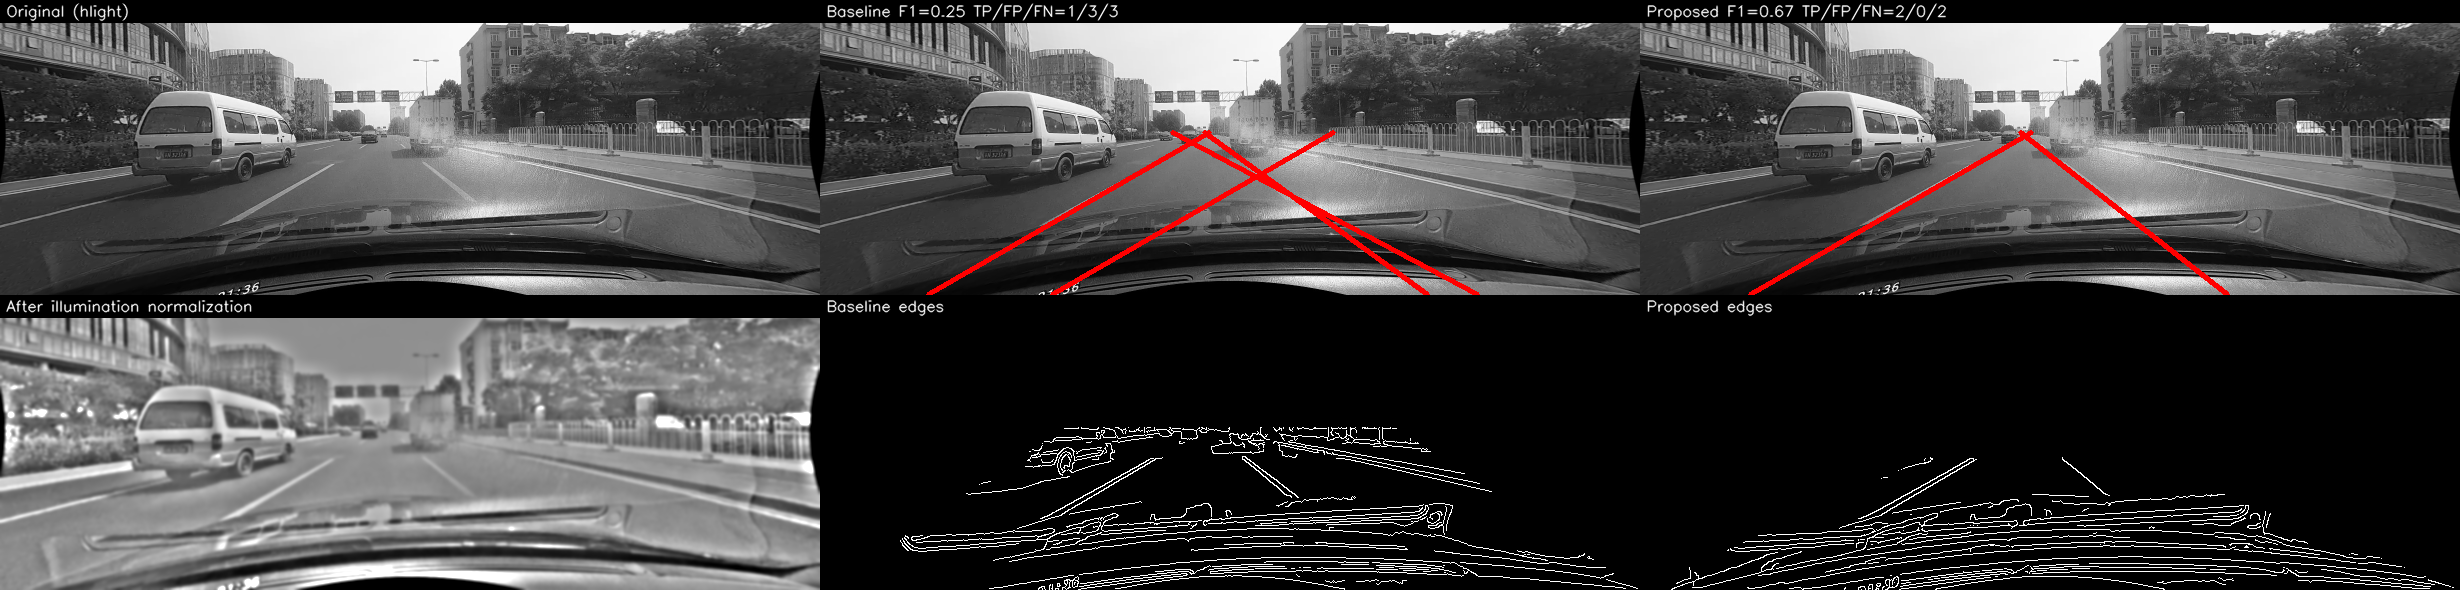 Original (hlight)
Baseline F1=0.25 TP/FP/FN=1/3/3
Proposed F1=0.67 TP/FP/FN=2/0/2
After illumination normalization
Baseline edges
Proposed edges